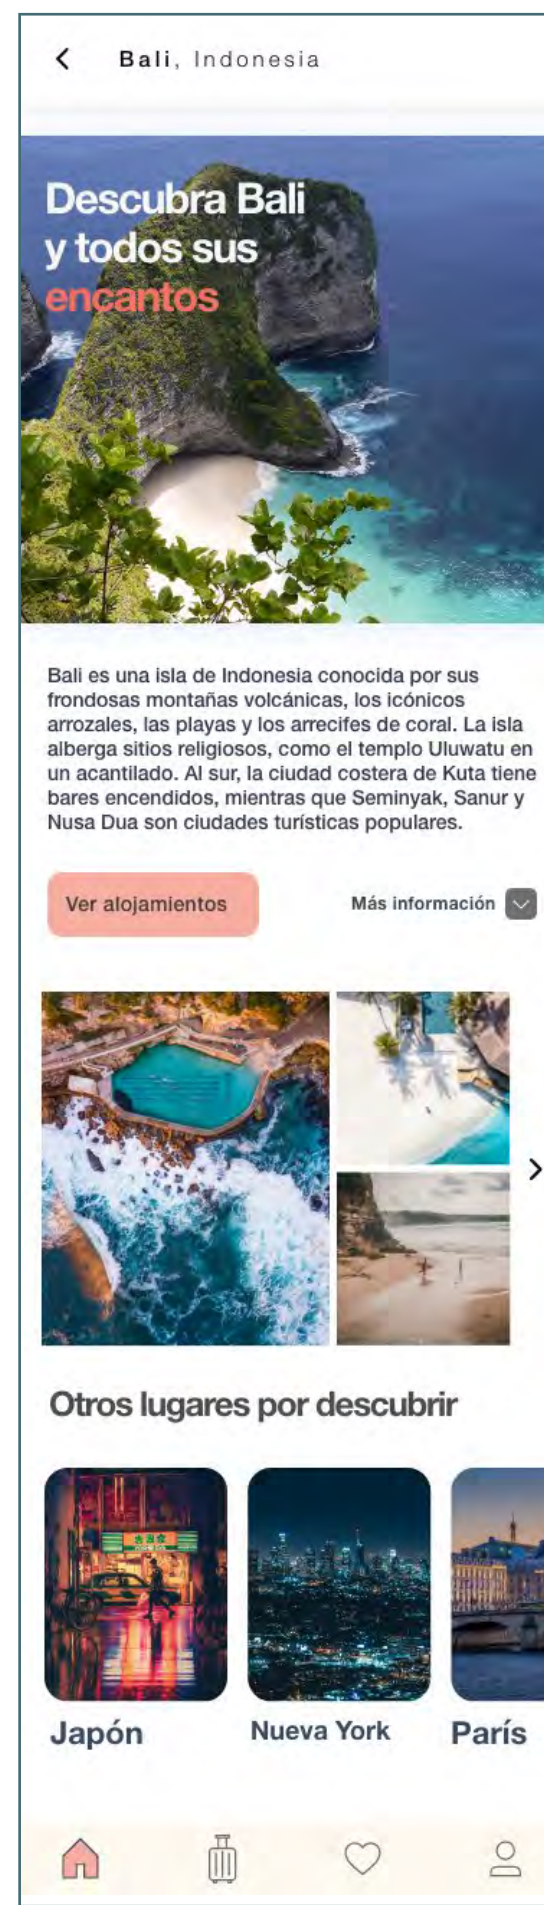 Bali, Indonesia
Descubra Bali
y todos sus
encantos
Bali es una isla de Indonesia conocida por sus
frondosas montañas volcánicas, los icónicos
arrozales, las playas y los arrecifes de coral. La isla
alberga sitios religiosos, como el templo Uluwatu en
un acantilado. Al sur, la ciudad costera de Kuta tiene
bares encendidos, mientras que Seminyak, Sanur y
Nusa Dua son ciudades turísticas populares.
Ver alojamientos
Más información
Otros lugares por descubrir
Japón
Nueva York
París